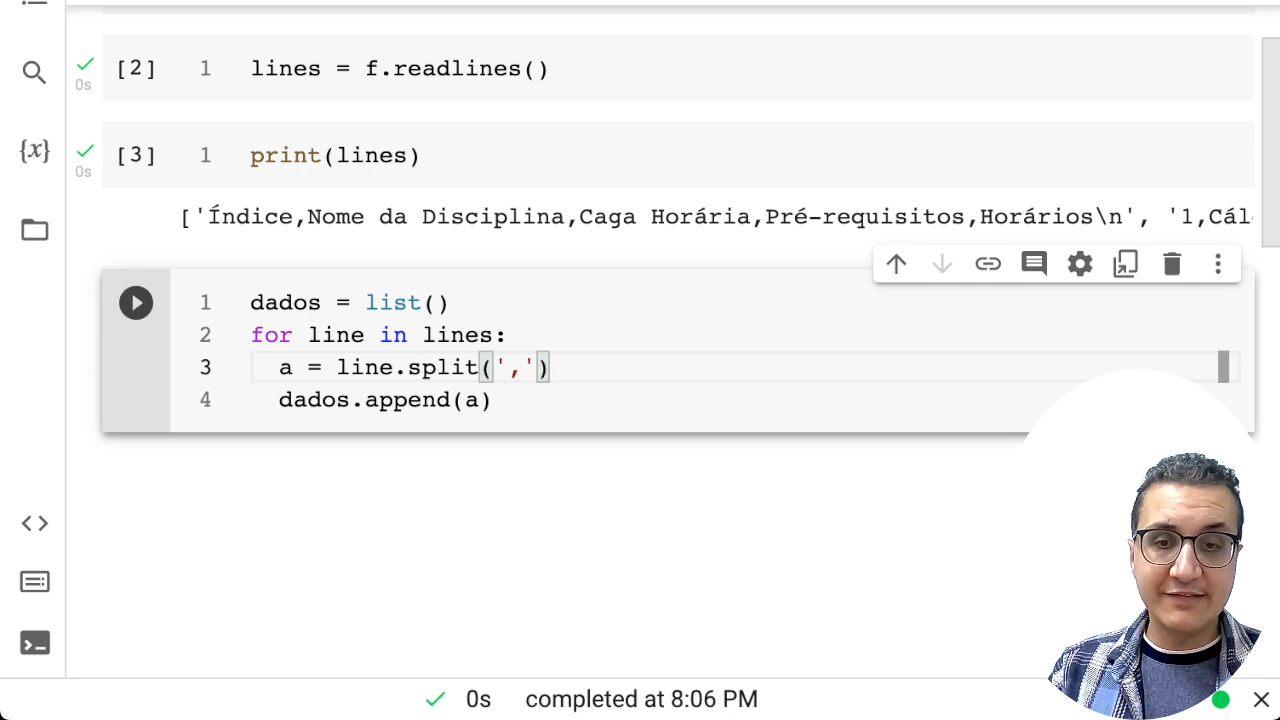 [2] 1 lines = f.readlines()
0s
[3] 1 print(lines)
0s
['Índice,Nome da Disciplina,Caga Horária,Pré-requisitos,Horários\n', '1,Cál
1 dados = list()
2 for line in lines:
3 a = line.split(',')
4 dados.append(a)
{x}
0s completed at 8:06 PM